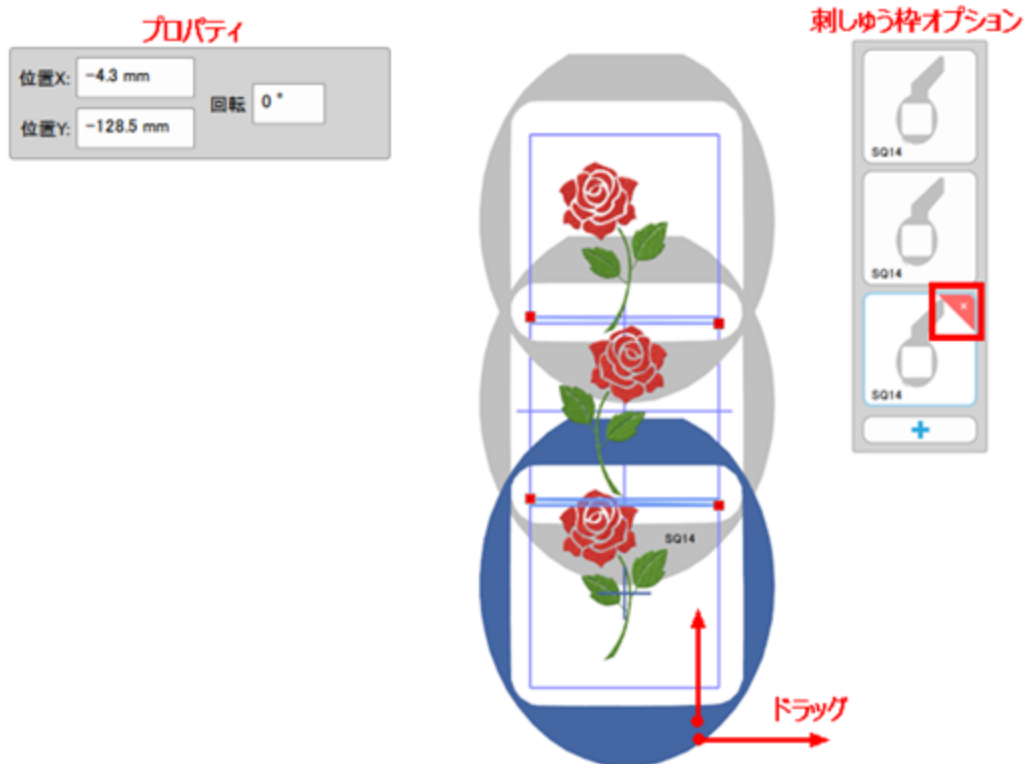 プロパティ
位置X: -4.3 mm
回転 0 °
位置Y: -128.5 mm
刺しゅう枠オプション
SQ14
SQ14
×
SQ14
+
SQ14
ドラッグ